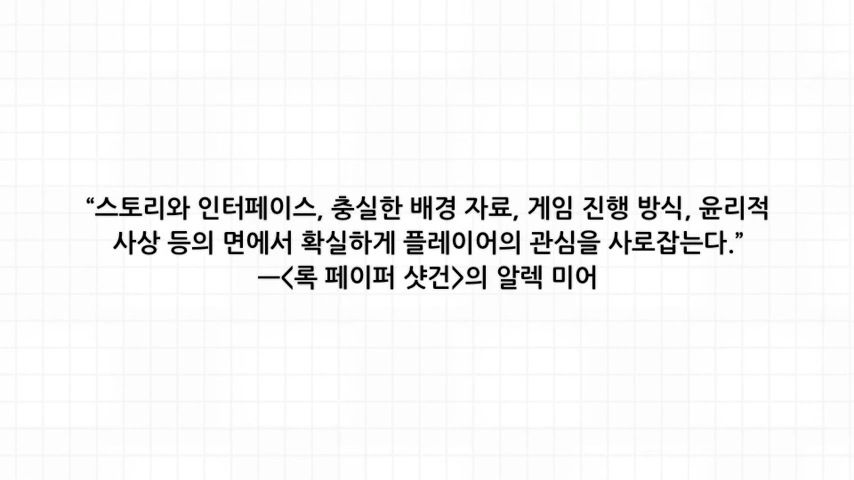 “스토리와 인터페이스, 충실한 배경 자료, 게임 진행 방식, 윤리적
사상 등의 면에서 확실하게 플레이어의 관심을 사로잡는다.”
—<록 페이퍼 샷건>의 알렉 미어